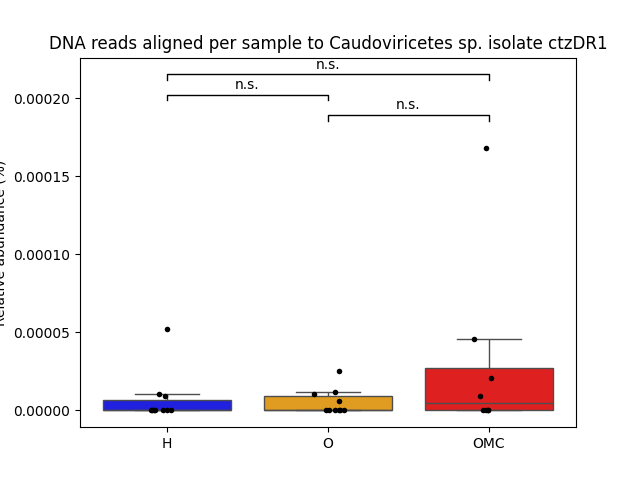 DNA reads aligned per sample to Caudoviricetes sp. isolate ctzDR1
n.s.
n.s.
n.s.
0.00020
0.00015
0.00010
0.00005
0.00000
Relative abundance (%)
H O OMC